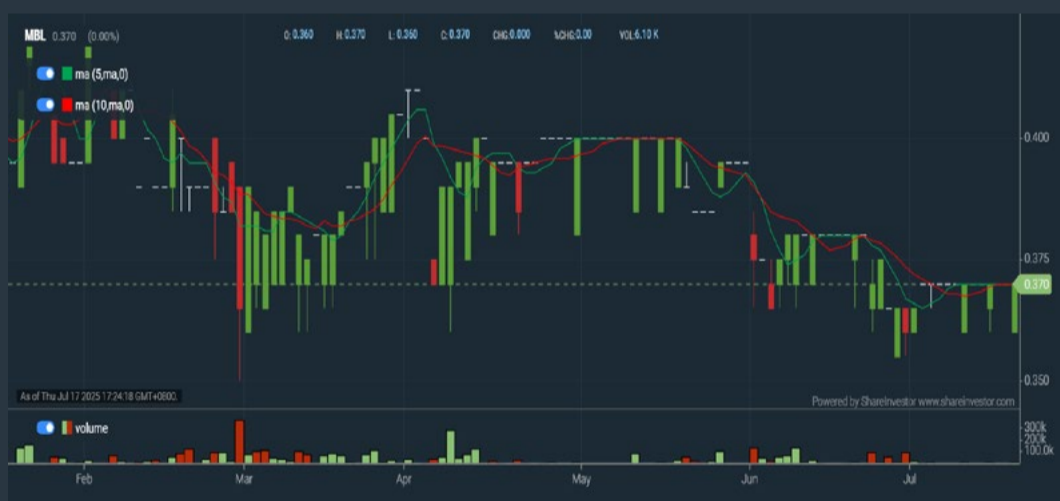 MBL 0.370 (0.00%) O: 0.360 H: 0.370 L: 0.360 C: 0.370 CHG:0.000 %CHG:0.00 VOL:6.10 K
ma (5,ma,0)
ma (10,ma,0)
0.400
0.375
0.370
0.350
As of Thu Jul 17 2025 17:24:18 GMT+0800.
Powered by ShareInvestor www.shareinvestor.com
volume
300k
200k
100.0k
Feb Mar Apr May Jun Jul